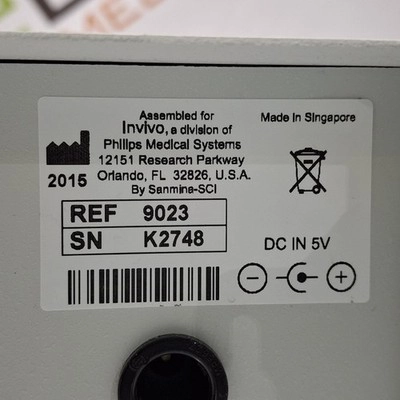 Assembled for
Invivo, a division of
Philips Medical Systems
12151 Research Parkway
Orlando, FL 32826, U.S.A.
By Sanmina-SCI
Made in Singapore
2015
REF 9023
SN K2748
DC IN 5V